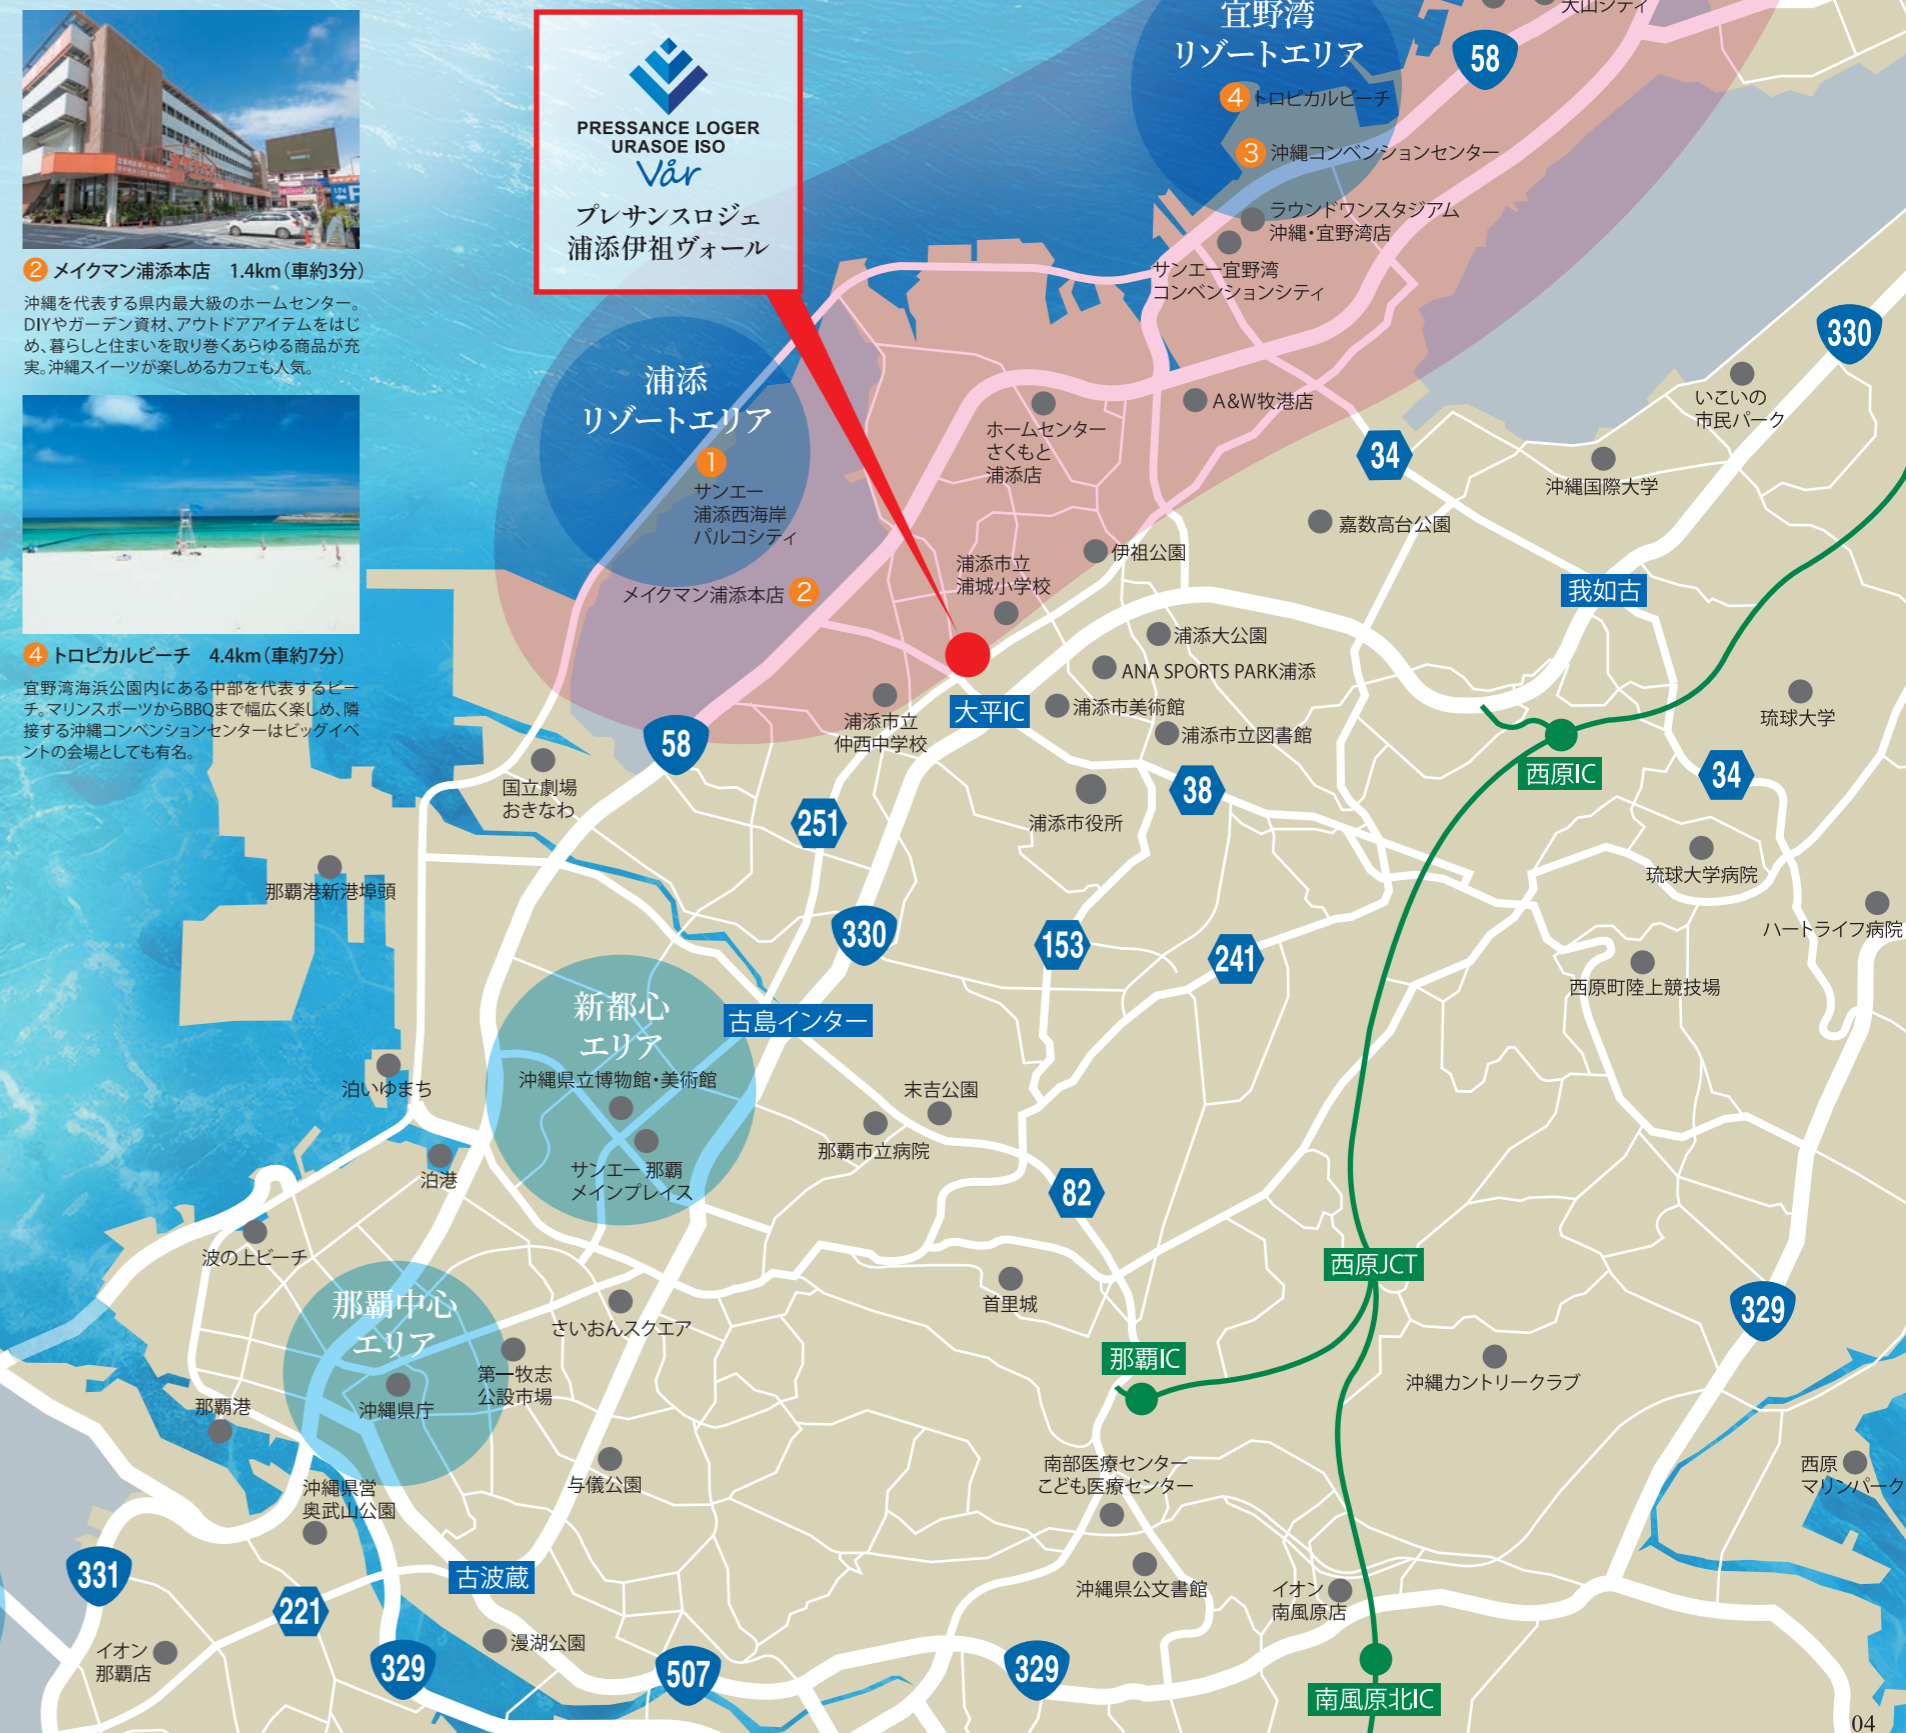 PRESSANCE LOGER
URASOE ISO
Vår
プレサンスロジェ
浦添伊祖ヴォール
② メイクマン浦添本店 1.4km（車約3分）
沖縄を代表する県内最大級のホームセンター。
DIYやガーデン資材、アウトドアアイテムをはじ
め、暮らしと住まいを取り巻くあらゆる商品が充
実。沖縄スイーツが楽しめるカフェも人気。
④ トロピカルビーチ 4.4km（車約7分）
宜野湾海浜公園内にある中部を代表するビー
チ。マリンスポーツからBBQまで幅広く楽しめ、隣
接する沖縄コンベンションセンターはビッグイベ
ントの会場としても有名。
宜野湾
リゾートエリア
④ トロピカルビーチ
③ 沖縄コンベンションセンター
大山シティ
58
ラウンドワンスタジアム
沖縄・宜野湾店
サンエー宜野湾
コンベンションシティ
330
浦添
リゾートエリア
①
サンエー
浦添西海岸
パルコシティ
メイクマン浦添本店 ②
ホームセンター
さくもと
浦添店
A&W牧港店
34
いこいの
市民パーク
沖縄国際大学
嘉数高台公園
伊祖公園
浦添市立
浦城小学校
我如古
浦添大公園
ANA SPORTS PARK浦添
浦添市美術館
浦添市立図書館
大平IC
浦添市立
仲西中学校
58
国立劇場
おきなわ
251
浦添市役所
38
西原IC
34
琉球大学
琉球大学病院
ハートライフ病院
那覇港新港埠頭
330
153
241
西原町陸上競技場
新都心
エリア
沖縄県立博物館・美術館
サンエー 那覇
メインプレイス
古島インター
末吉公園
那覇市立病院
泊いゆまち
泊港
82
波の上ビーチ
西原JCT
首里城
329
那覇中心
エリア
沖縄県庁
さいおんスクエア
第一牧志
公設市場
那覇IC
沖縄カントリークラブ
那覇港
与儀公園
南部医療センター
こども医療センター
西原
マリンパーク
沖縄県営
奥武山公園
331
古波蔵
221
沖縄県公文書館
イオン
南風原店
イオン
那覇店
329
漫湖公園
507
329
南風原北IC
04